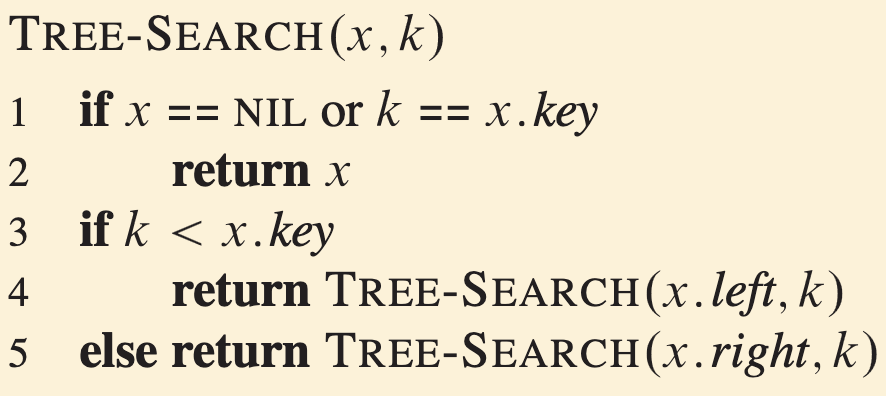 TREE-SEARCH(x, k)
1 if x == NIL or k == x.key
2 return x
3 if k < x.key
4 return TREE-SEARCH(x.left, k)
5 else return TREE-SEARCH(x.right, k)